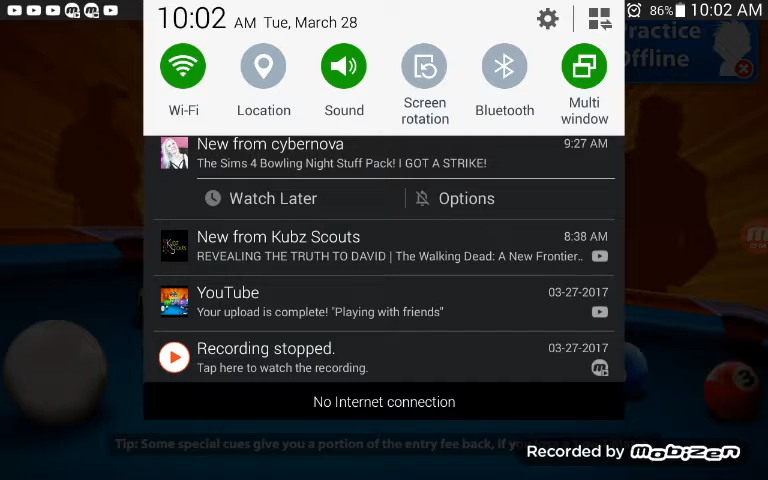 10:02 AM Tue, March 28
86% 10:02 AM
Practice
Offline
Wi-Fi
Location
Sound
Screen
rotation
Bluetooth
Multi
window
New from cybernova 9:27 AM
The Sims 4 Bowling Night Stuff Pack! I GOT A STRIKE!
Watch Later
Options
New from Kubz Scouts 8:38 AM
REVEALING THE TRUTH TO DAVID | The Walking Dead: A New Frontier..
YouTube 03-27-2017
Your upload is complete! "Playing with friends"
Recording stopped. 03-27-2017
Tap here to watch the recording.
No Internet connection
Tip: Some special cues give you a portion of the entry fee back, if you
Recorded by Mobizen
3